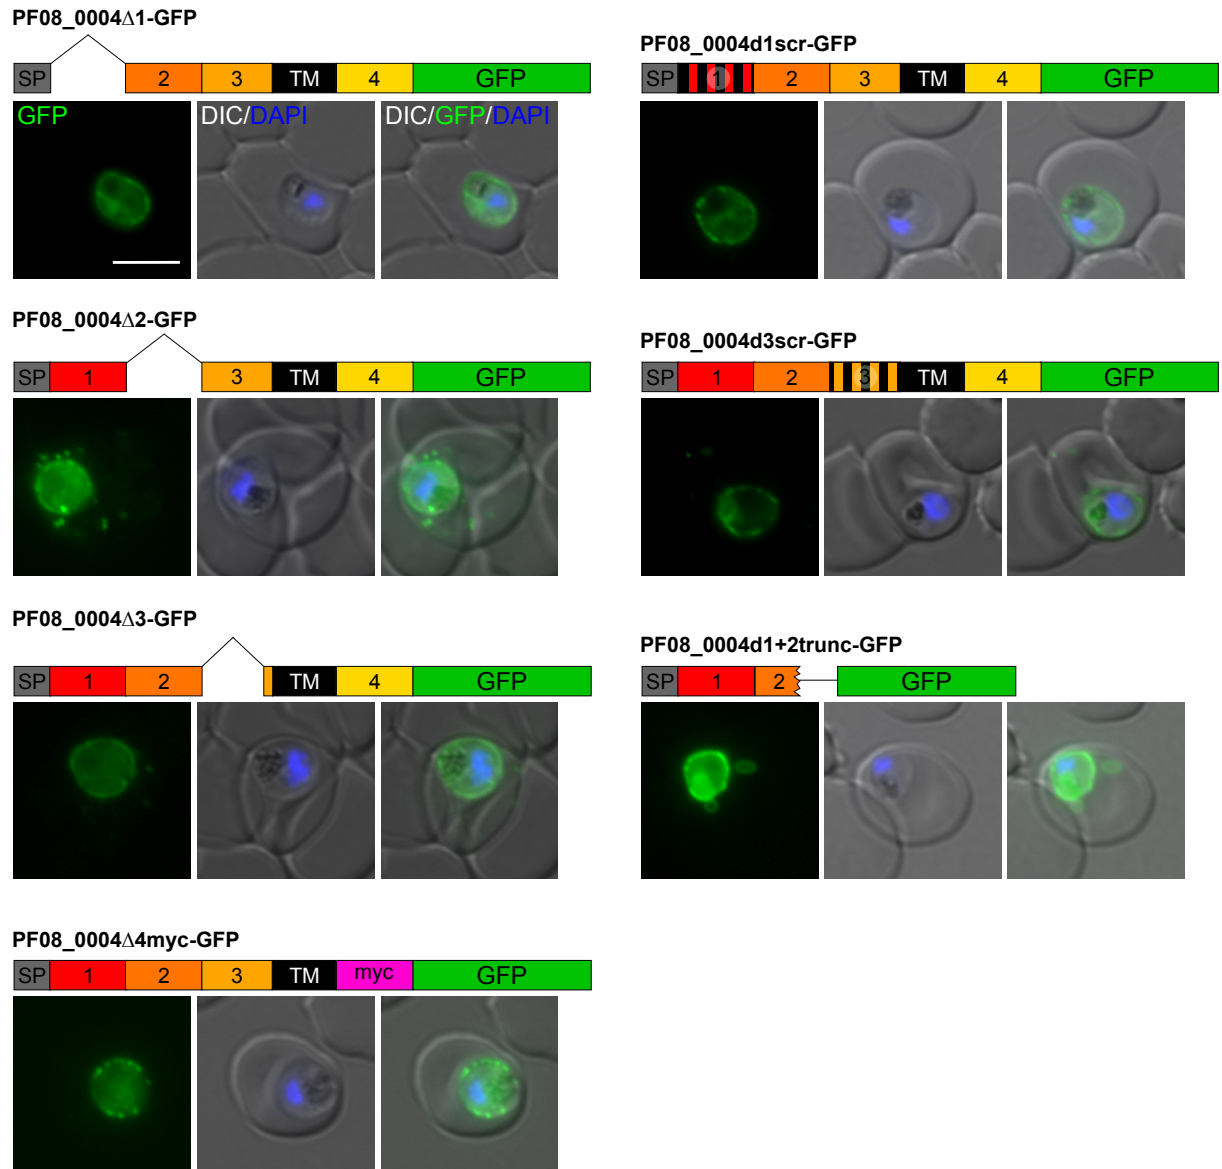 PF08_0004Δ1-GFP
SP 2 3 TM 4 GFP
GFP DIC/DAPI DIC/GFP/DAPI
PF08_0004Δ2-GFP
SP 1 3 TM 4 GFP
PF08_0004Δ3-GFP
SP 1 2 TM 4 GFP
PF08_0004Δ4myc-GFP
SP 1 2 3 TM myc GFP
PF08_0004d1scr-GFP
SP 1 2 3 TM 4 GFP
PF08_0004d3scr-GFP
SP 1 2 3 TM 4 GFP
PF08_0004d1+2trunc-GFP
SP 1 2 GFP